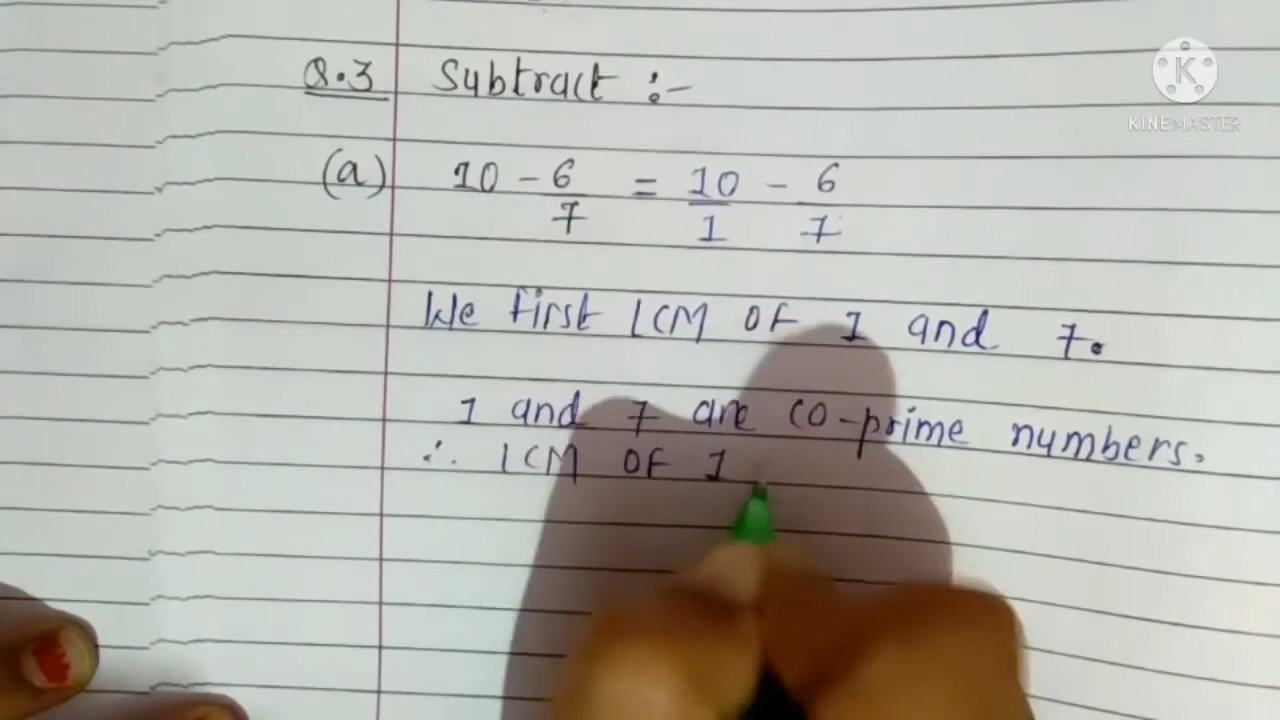 Q.3 Subtract :-
(a) 10 - 6/7 = 10/1 - 6/7
We first LCM OF 1 and 7.
1 and 7 are co-prime numbers.
∴ LCM OF 1
K
KINEMASTER